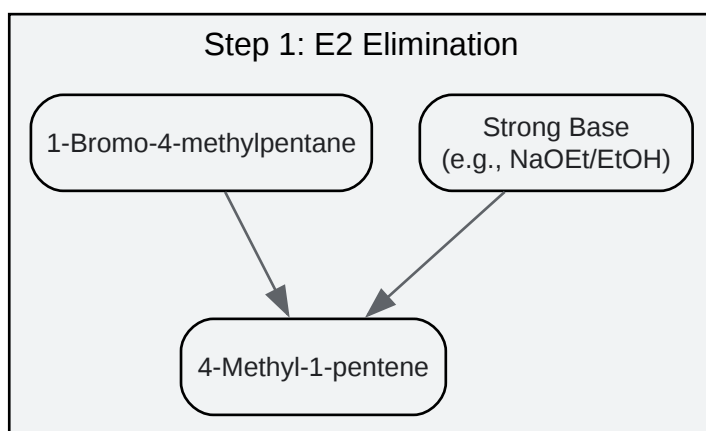 Step 1: E2 Elimination
1-Bromo-4-methylpentane
Strong Base
(e.g., NaOEt/EtOH)
4-Methyl-1-pentene